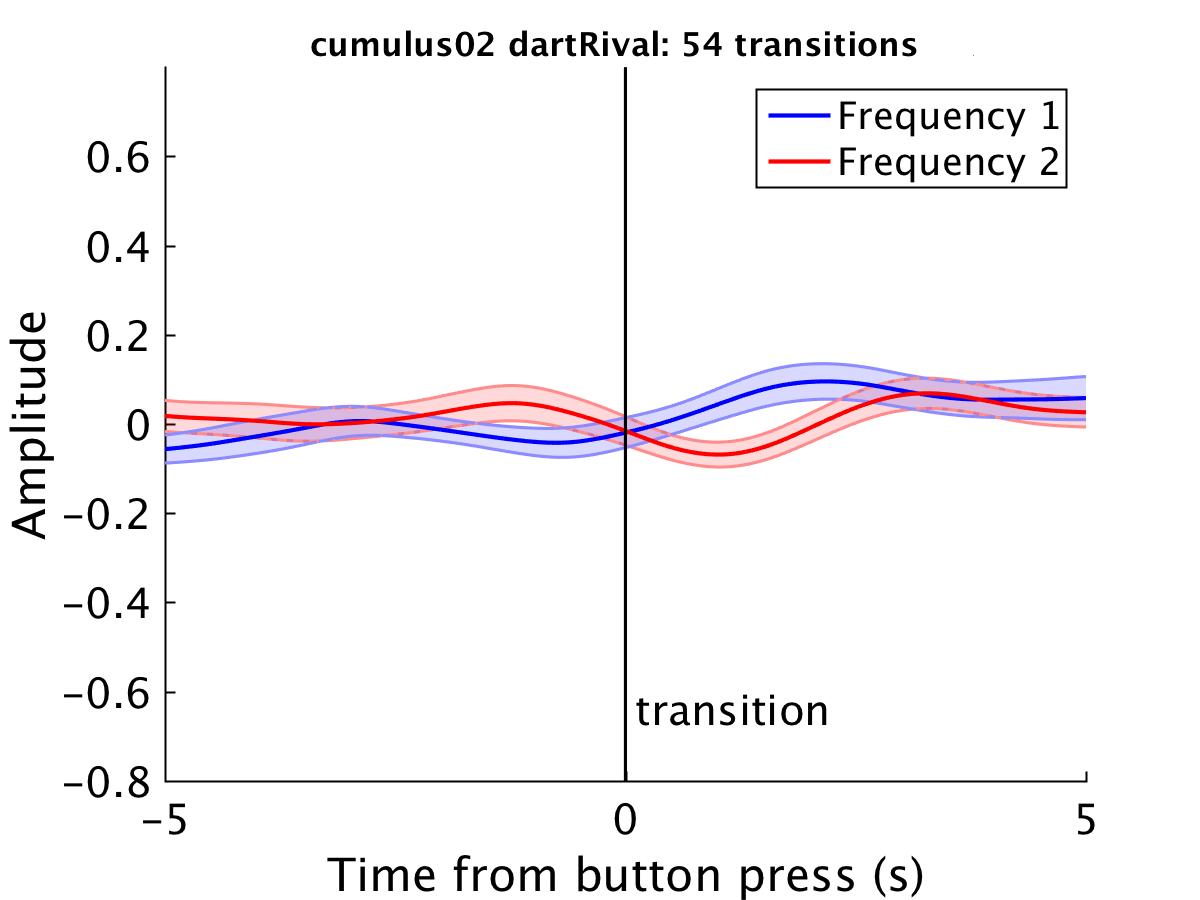 cumulus02 dartRival: 54 transitions
Frequency 1
Frequency 2
0.6
0.4
0.2
0
−0.2
−0.4
−0.6
−0.8
Amplitude
transition
−5
0
5
Time from button press (s)